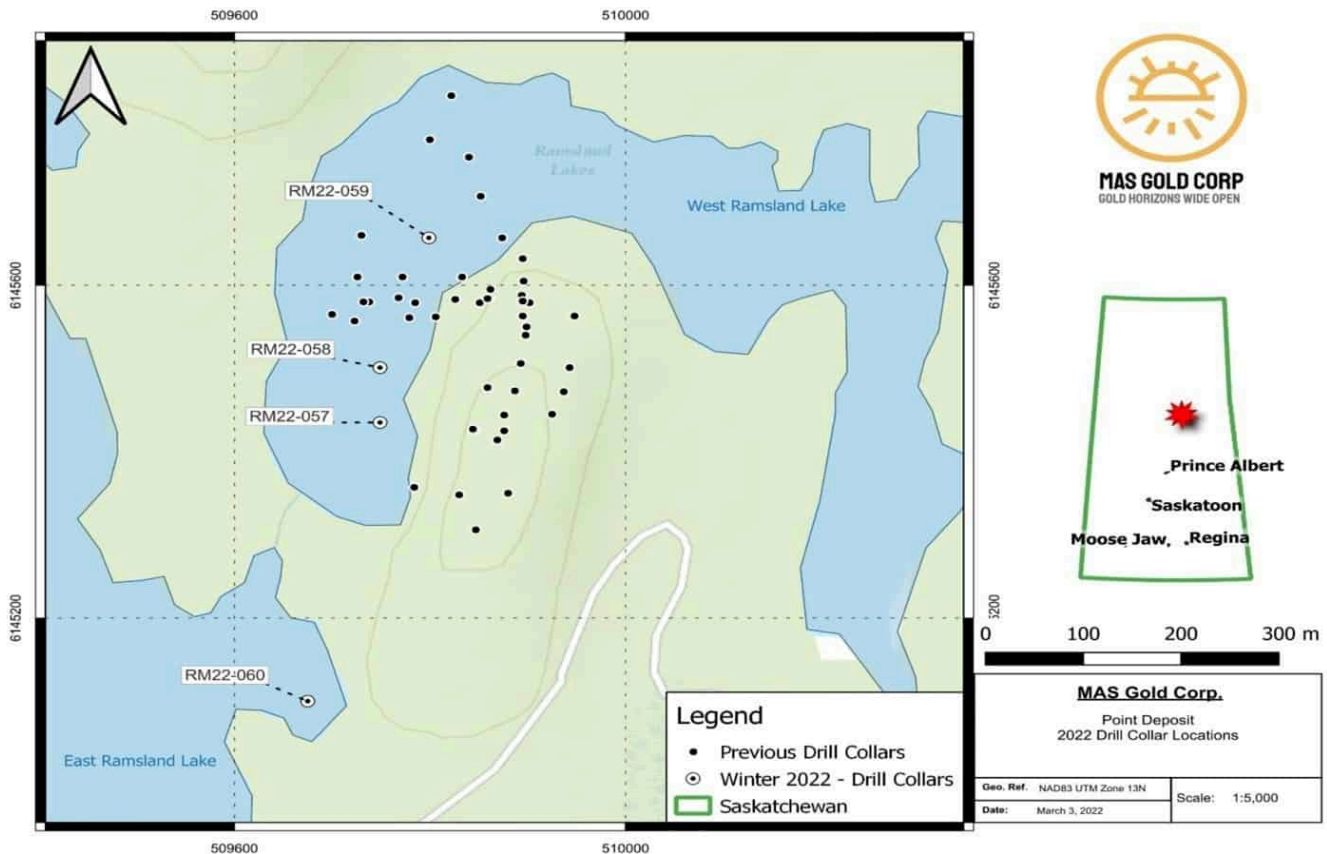 509600
510000
MAS GOLD CORP
GOLD HORIZONS WIDE OPEN
Ramsland
Lakes
RM22-059
West Ramsland Lake
6145600
6145600
RM22-058
RM22-057
Prince Albert
Saskatoon
Moose Jaw
Regina
6145200
5200
0 100 200 300 m
RM22-060
East Ramsland Lake
Legend
Previous Drill Collars
Winter 2022 - Drill Collars
Saskatchewan
MAS Gold Corp.
Point Deposit
2022 Drill Collar Locations
Geo. Ref. NAD83 UTM Zone 13N
Date: March 3, 2022
Scale: 1:5,000
509600
510000